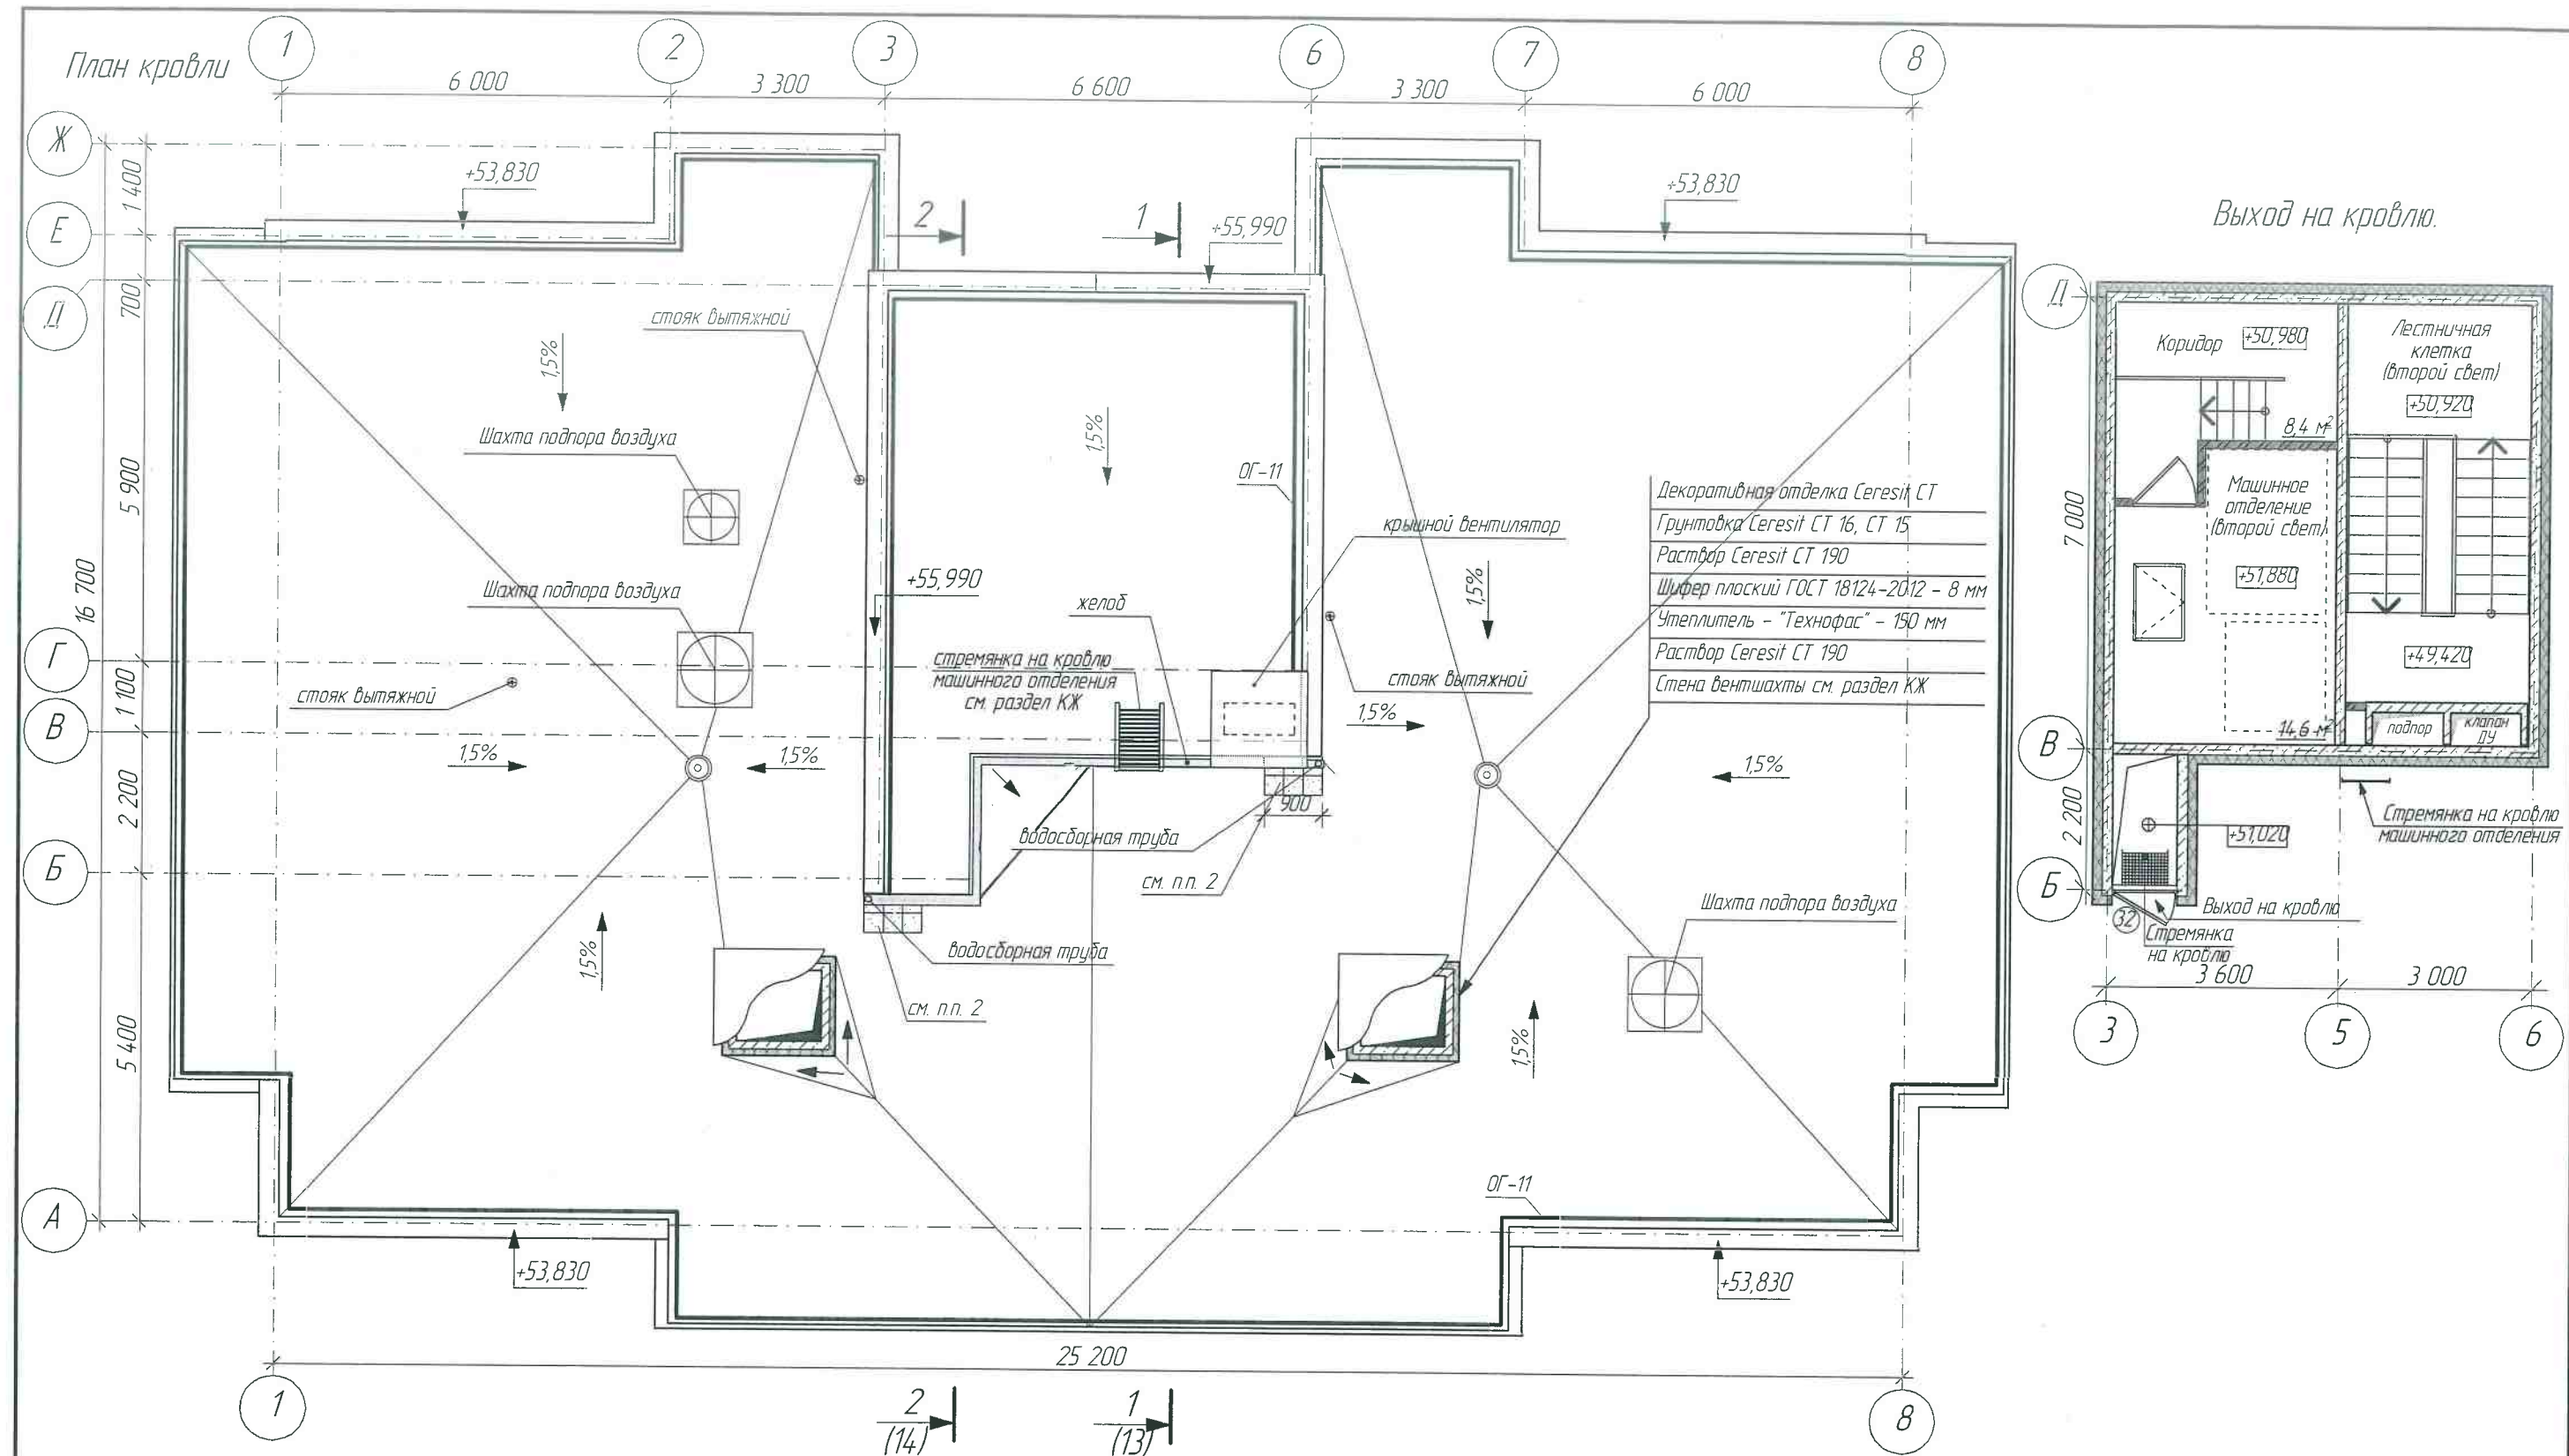 План кровли
1
2
3
6
7
8
6 000
3 300
6 600
3 300
6 000
Ж
Е
Д
Г
В
Б
А
1 400
700
5 900
1 100
2 200
5 400
16 700
+53,830
2
1
+55,990
+53,830
стояк вытяжной
1,5%
Шахта подпора воздуха
1,5%
ОГ-11
крышной вентилятор
Декоративная отделка Ceresit CT
Грунтовка Ceresit CT 16, CT 15
Раствор Ceresit CT 190
Шифер плоский ГОСТ 18124-2012 - 8 мм
Утеплитель - "Технофас" - 150 мм
Раствор Ceresit CT 190
Стена вентшахты см. раздел КЖ
Шахта подпора воздуха
+55,990
желоб
1,5%
стремянка на кровлю
машинного отделения
см. раздел КЖ
стояк вытяжной
стояк вытяжной
1,5%
1,5%
1,5%
1,5%
900
водосборная труба
см. п.п. 2
Шахта подпора воздуха
1,5%
водосборная труба
см. п.п. 2
1,5%
ОГ-11
+53,830
+53,830
25 200
1
8
2
(14)
1
(13)
Выход на кровлю.
Д
В
Б
7 000
2 200
Коридор
+50,980
8,4 м²
Лестничная
клетка
(второй свет)
+50,920
Машинное
отделение
(второй свет)
+51,880
14,6 м²
+49,420
подпор
клапан
ДУ
Стремянка на кровлю
машинного отделения
+51,020
Выход на кровлю
32
Стремянка
на кровлю
3 600
3 000
3
5
6